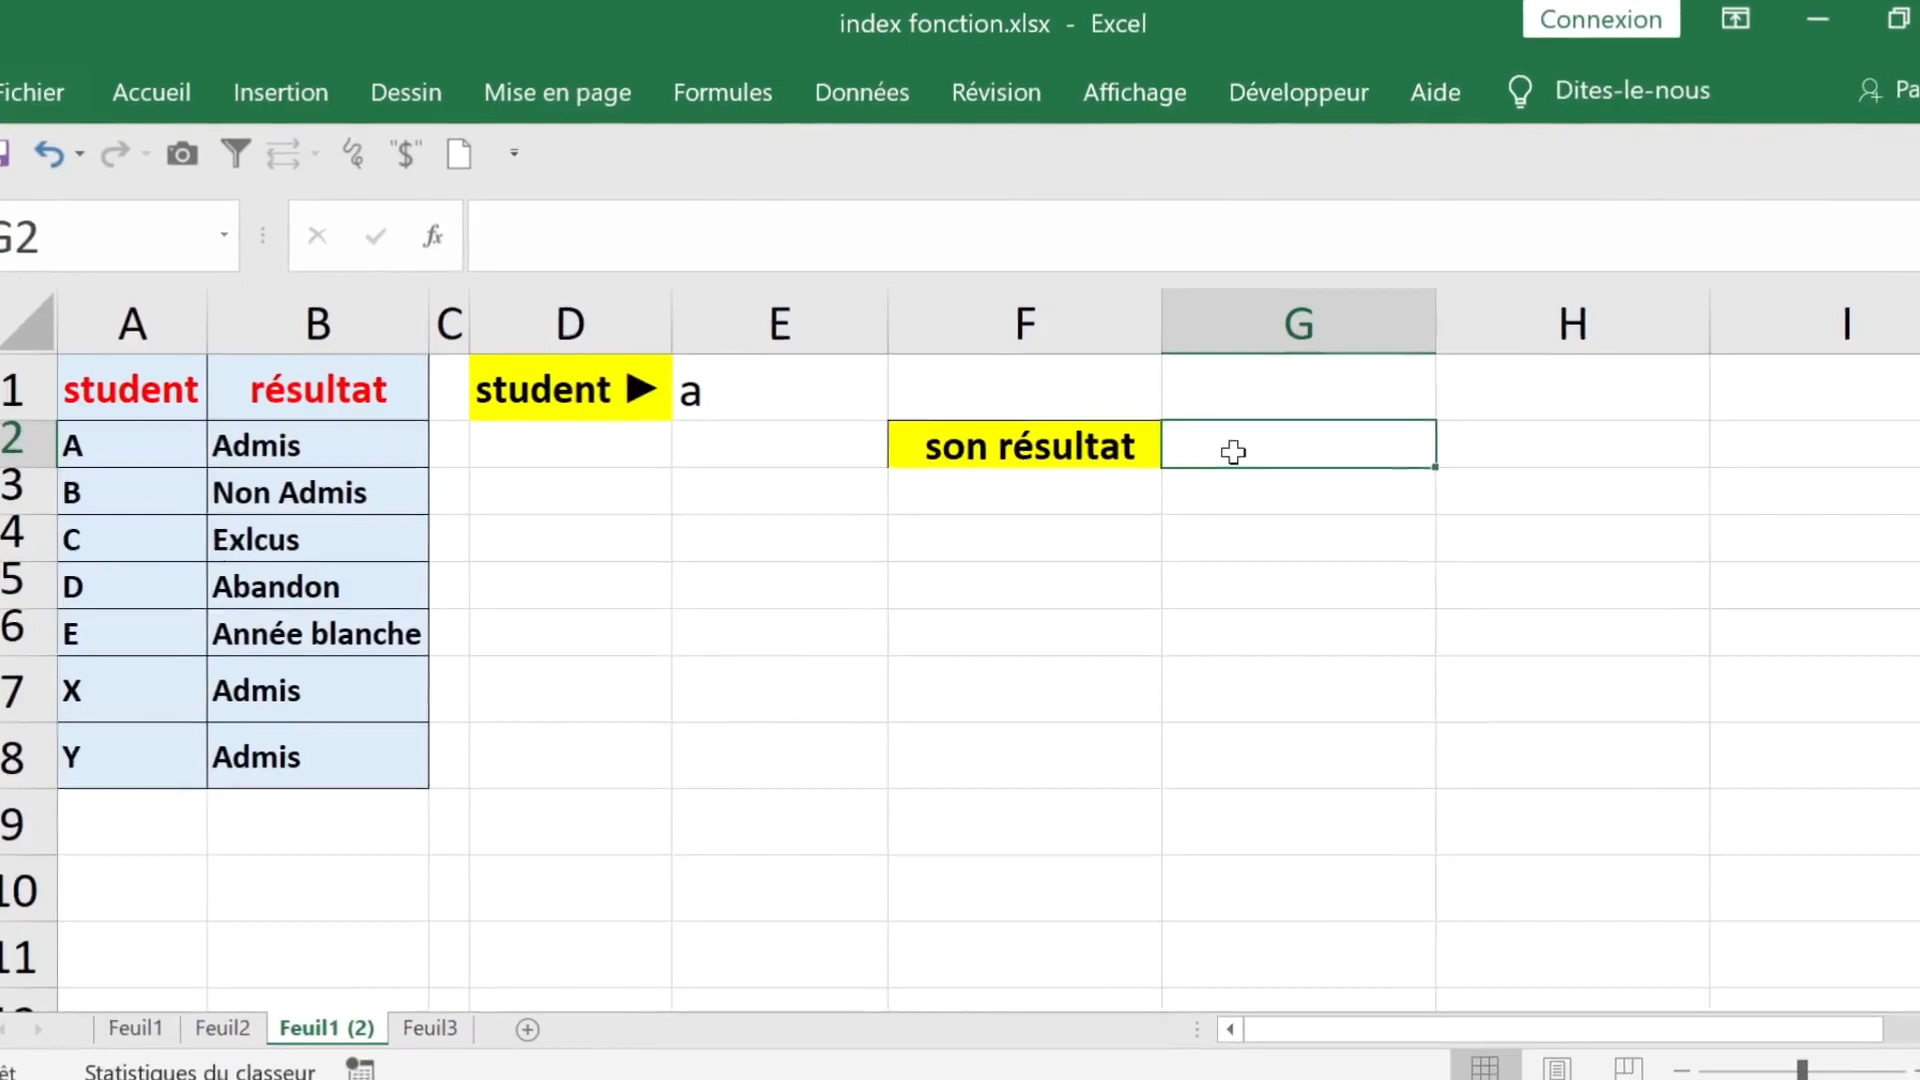 index fonction.xlsx - Excel
Connexion
Fichier Accueil Insertion Dessin Mise en page Formules Données Révision Affichage Développeur Aide Dites-le-nous Pa
"$"
G2 fx
A B C D E F G H I
1 student résultat student ► a
2 A Admis son résultat
3 B Non Admis
4 C Exlcus
5 D Abandon
6 E Année blanche
7 X Admis
8 Y Admis
9
10
11
Feuil1 Feuil2 Feuil1 (2) Feuil3
Statistiques du classeur